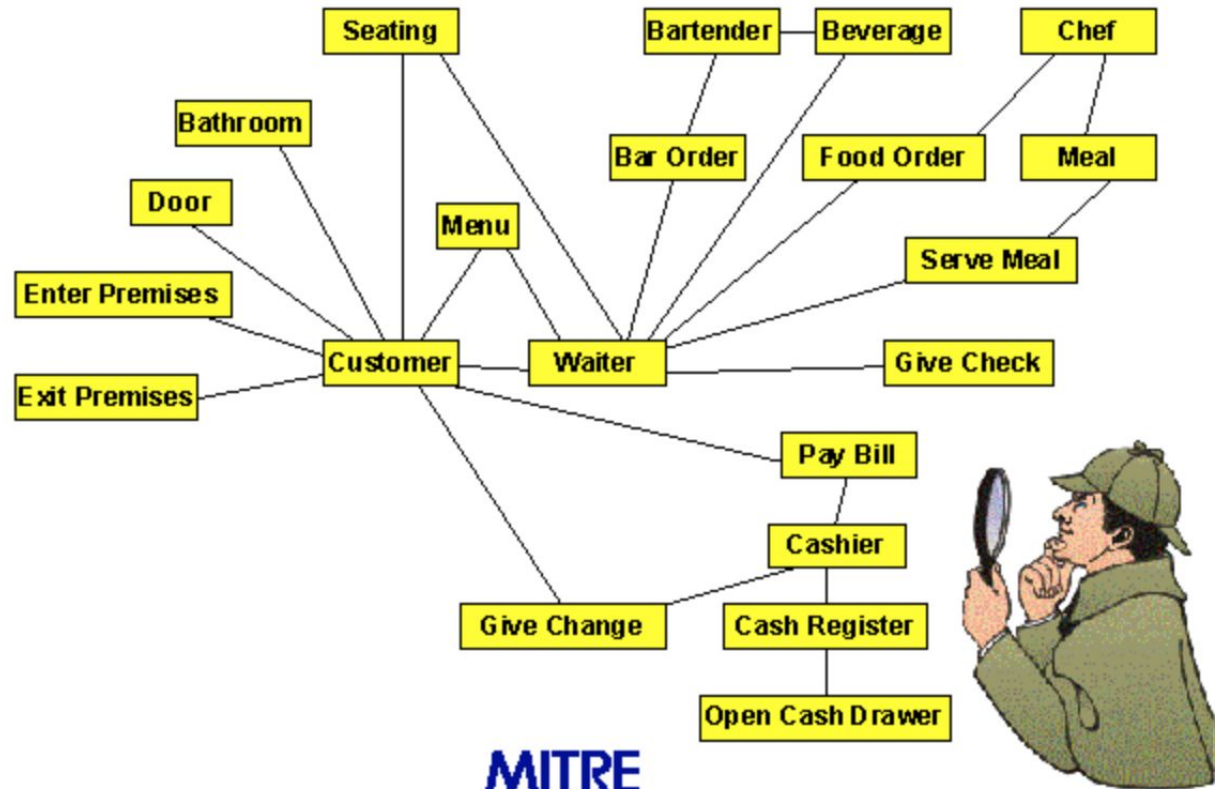 Seating
Bartender
Beverage
Chef
Bathroom
Bar Order
Food Order
Meal
Door
Menu
Serve Meal
Enter Premises
Customer
Waiter
Give Check
Exit Premises
Pay Bill
Cashier
Give Change
Cash Register
Open Cash Drawer
MITRE